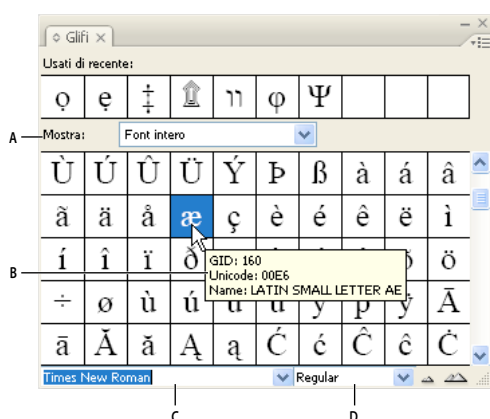 Glifi ×
Usati di recente:
ọ ẹ ‡ ⇯ װ φ Ψ
A
Mostra: Font intero
Ù Ú Û Ü Ý Þ ß à á â
ã ä å æ ç è é ê ë ì
í î ï ð ö
GID: 160
B
Unicode: 00E6
Name: LATIN SMALL LETTER AE
÷ ø ù ú û ü ý þ ÿ Ā
ā Ă ă Ą ą Ć ć Ĉ ĉ Ċ
Times New Roman Regular
C D